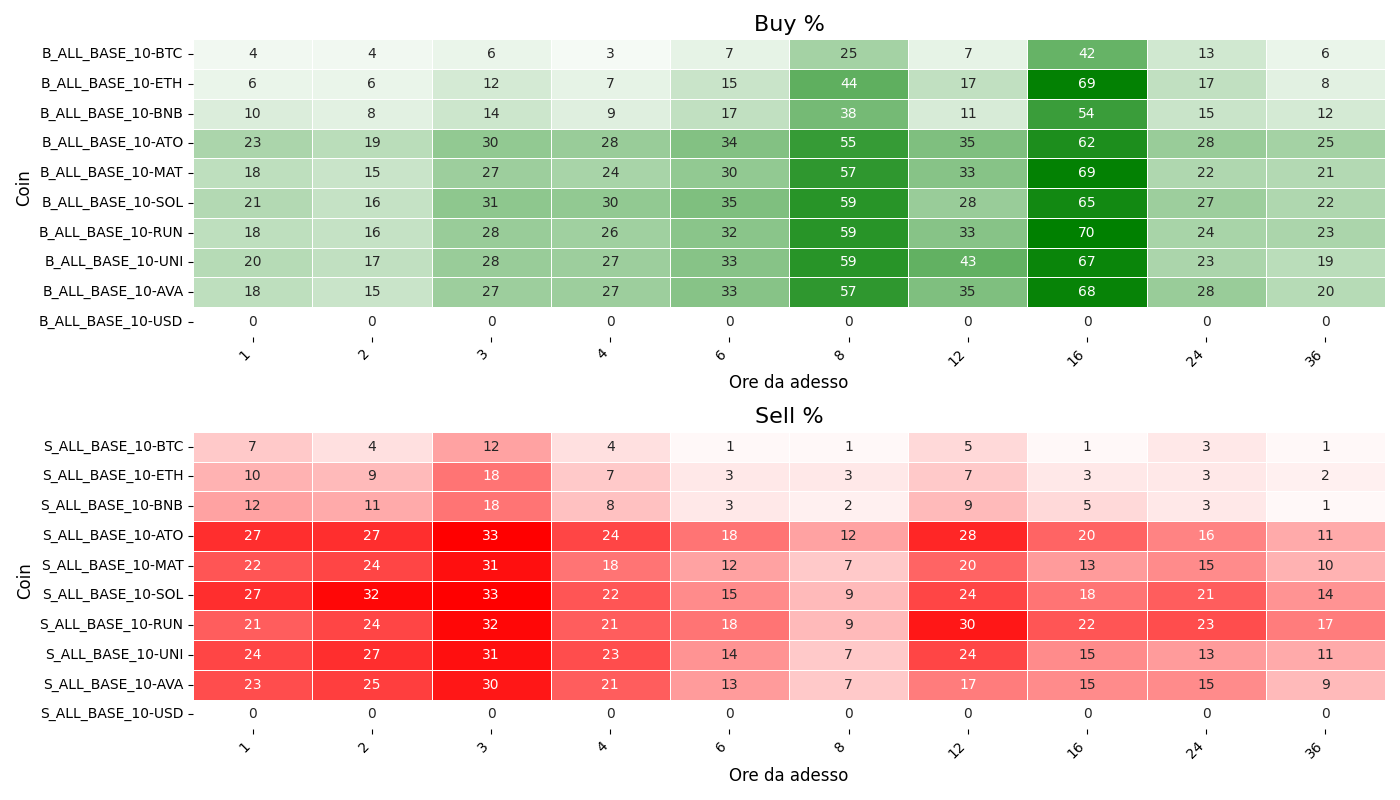 Buy %
Coin
B_ALL_BASE_10-BTC 4 4 6 3 7 25 7 42 13 6
B_ALL_BASE_10-ETH 6 6 12 7 15 44 17 69 17 8
B_ALL_BASE_10-BNB 10 8 14 9 17 38 11 54 15 12
B_ALL_BASE_10-ATO 23 19 30 28 34 55 35 62 28 25
B_ALL_BASE_10-MAT 18 15 27 24 30 57 33 69 22 21
B_ALL_BASE_10-SOL 21 16 31 30 35 59 28 65 27 22
B_ALL_BASE_10-RUN 18 16 28 26 32 59 33 70 24 23
B_ALL_BASE_10-UNI 20 17 28 27 33 59 43 67 23 19
B_ALL_BASE_10-AVA 18 15 27 27 33 57 35 68 28 20
B_ALL_BASE_10-USD 0 0 0 0 0 0 0 0 0 0
1 2 3 4 6 8 12 16 24 36
Ore da adesso
Sell %
Coin
S_ALL_BASE_10-BTC 7 4 12 4 1 1 5 1 3 1
S_ALL_BASE_10-ETH 10 9 18 7 3 3 7 3 3 2
S_ALL_BASE_10-BNB 12 11 18 8 3 2 9 5 3 1
S_ALL_BASE_10-ATO 27 27 33 24 18 12 28 20 16 11
S_ALL_BASE_10-MAT 22 24 31 18 12 7 20 13 15 10
S_ALL_BASE_10-SOL 27 32 33 22 15 9 24 18 21 14
S_ALL_BASE_10-RUN 21 24 32 21 18 9 30 22 23 17
S_ALL_BASE_10-UNI 24 27 31 23 14 7 24 15 13 11
S_ALL_BASE_10-AVA 23 25 30 21 13 7 17 15 15 9
S_ALL_BASE_10-USD 0 0 0 0 0 0 0 0 0 0
1 2 3 4 6 8 12 16 24 36
Ore da adesso